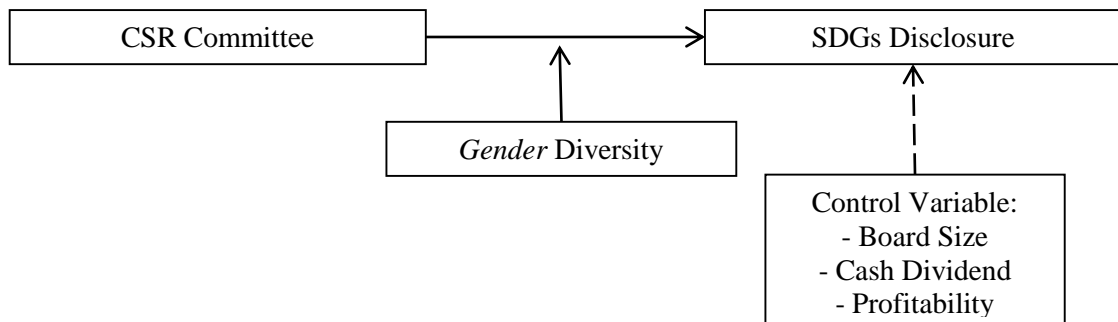 CSR Committee
SDGs Disclosure
Gender Diversity
Control Variable:
- Board Size
- Cash Dividend
- Profitability